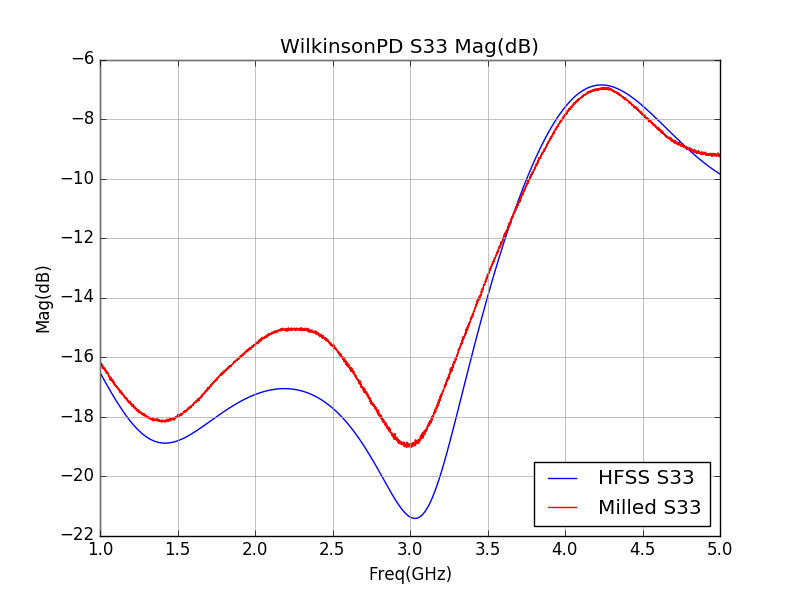 WilkinsonPD S33 Mag(dB)
−6
−8
−10
−12
−14
−16
−18
−20
−22
Mag(dB)
HFSS S33
Milled S33
1.0 1.5 2.0 2.5 3.0 3.5 4.0 4.5 5.0
Freq(GHz)